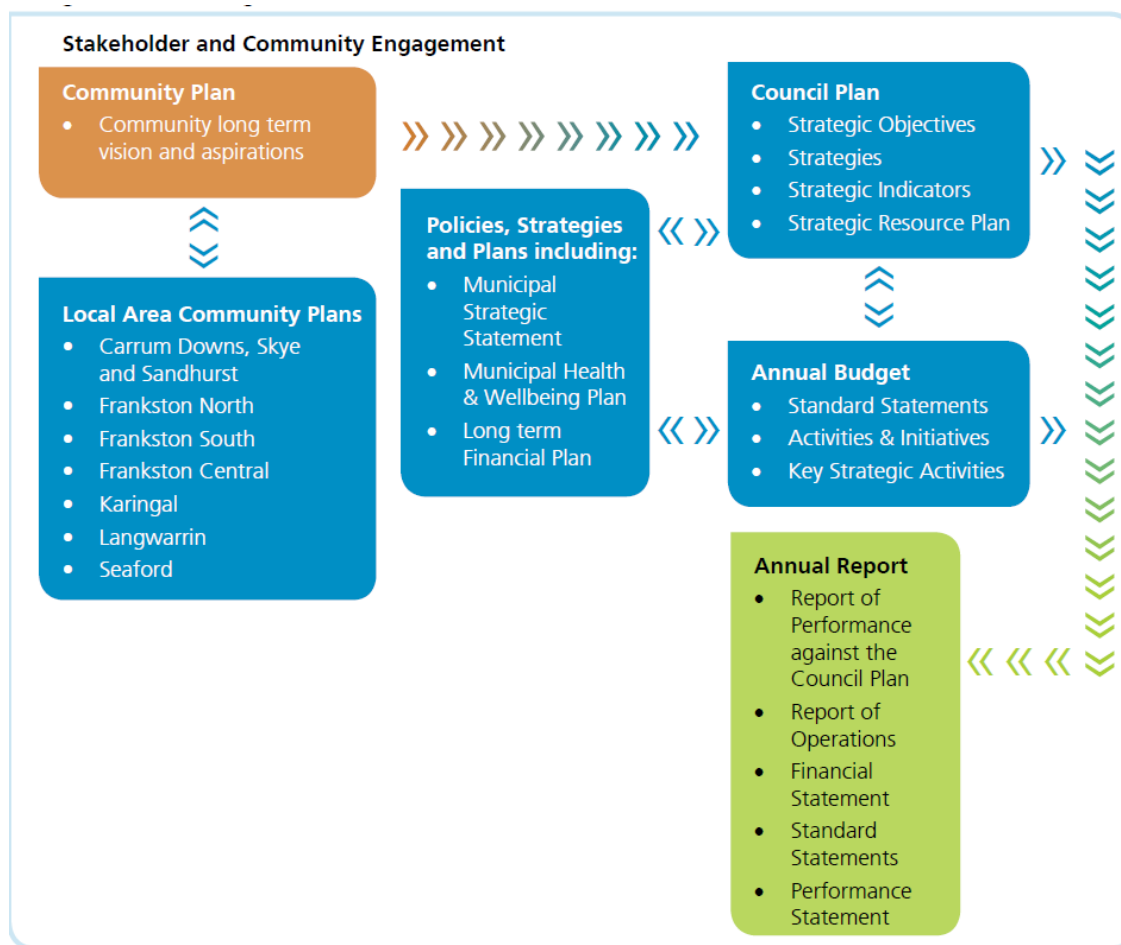 Stakeholder and Community Engagement
Community Plan
• Community long term
vision and aspirations
Local Area Community Plans
• Carrum Downs, Skye
and Sandhurst
• Frankston North
• Frankston South
• Frankston Central
• Karingal
• Langwarrin
• Seaford
Policies, Strategies
and Plans including:
• Municipal
Strategic
Statement
• Municipal Health
& Wellbeing Plan
• Long term
Financial Plan
Council Plan
• Strategic Objectives
• Strategies
• Strategic Indicators
• Strategic Resource Plan
Annual Budget
• Standard Statements
• Activities & Initiatives
• Key Strategic Activities
Annual Report
• Report of
Performance
against the
Council Plan
• Report of
Operations
• Financial
Statement
• Standard
Statements
• Performance
Statement